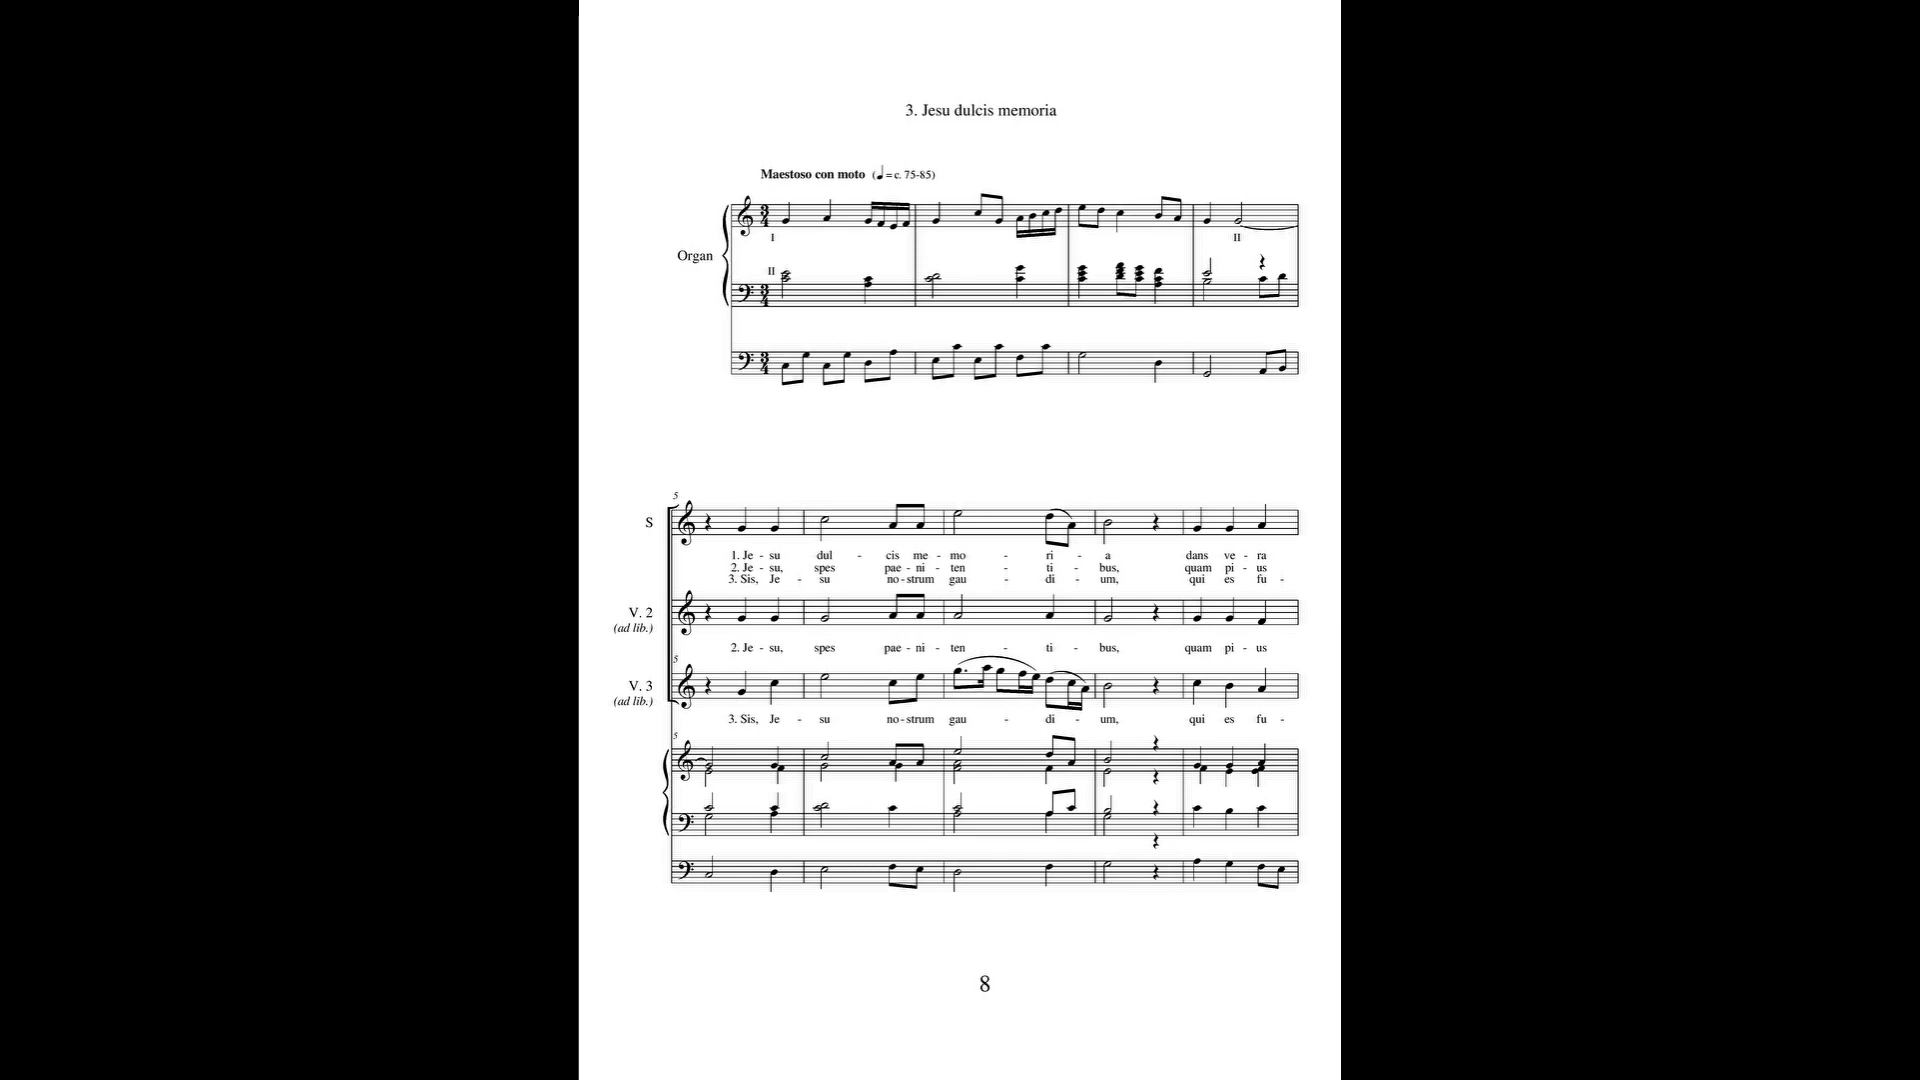 3. Jesu dulcis memoria
Maestoso con moto (♩= c. 75-85)
Organ
I
II
II
5
S
1. Je - su dul - cis me - mo - ri - a dans ve - ra
2. Je - su, spes pae - ni - ten - ti - bus, quam pi - us
3. Sis, Je - su no - strum gau - di - um, qui es fu -
V. 2
(ad lib.)
2. Je - su, spes pae - ni - ten - ti - bus, quam pi - us
5
V. 3
(ad lib.)
3. Sis, Je - su no - strum gau - di - um, qui es fu -
5
8